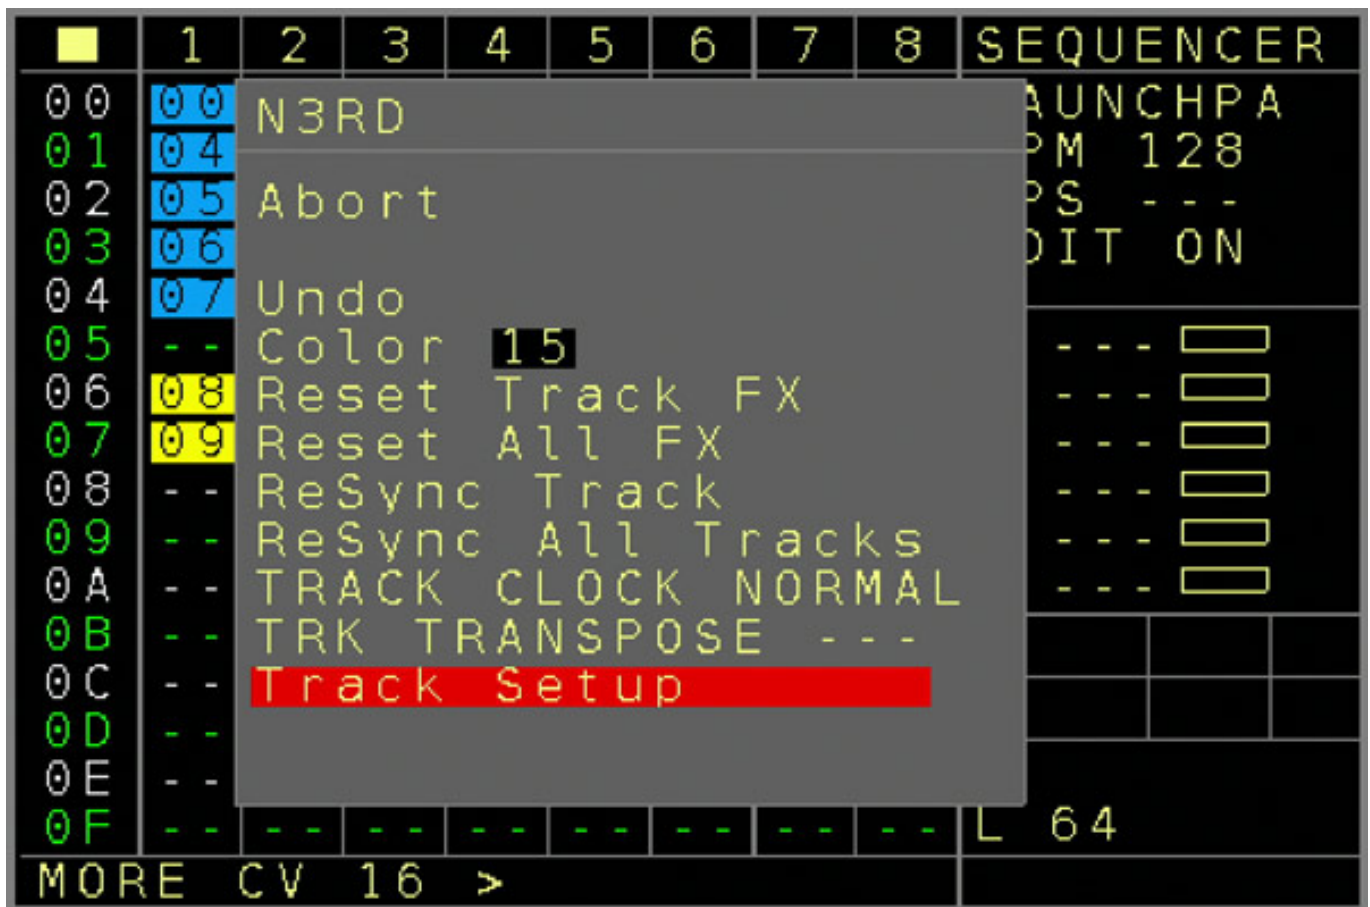 1 2 3 4 5 6 7 8 SEQUENCER
00 00 N3RD AUNCHPA
01 04 PM 128
02 05 Abort PS ---
03 06 DIT ON
04 07 Undo
05 -- Color 15 ---
06 08 Reset Track FX ---
07 09 Reset All FX ---
08 -- ReSync Track ---
09 -- ReSync All Tracks ---
0A -- TRACK CLOCK NORMAL ---
0B -- TRK TRANSPOSE ---
0C -- Track Setup
0D --
0E --
0F -- -- -- -- -- -- -- -- L 64
MORE CV 16 >